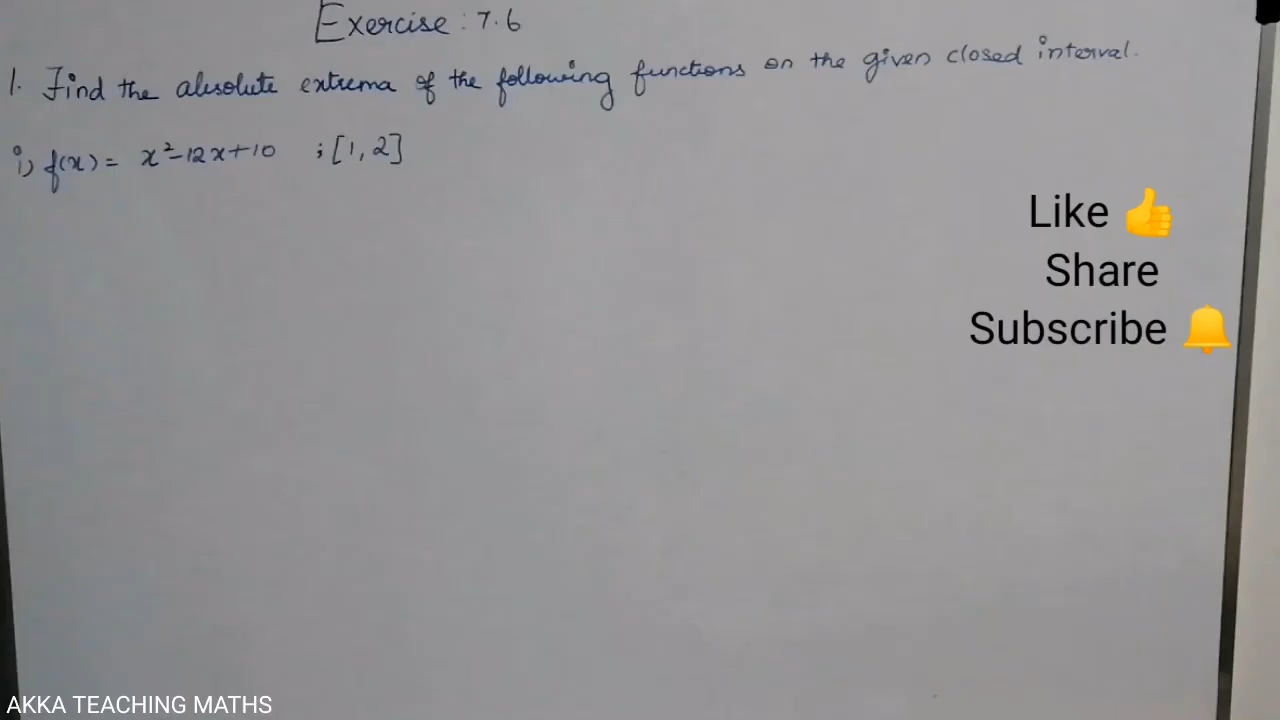 Exercise : 7.6
1. Find the absolute extrema of the following functions on the given closed interval.
i) f(x) = x²-12x+10 ; [1, 2]
Like 👍
Share
Subscribe 🔔
AKKA TEACHING MATHS